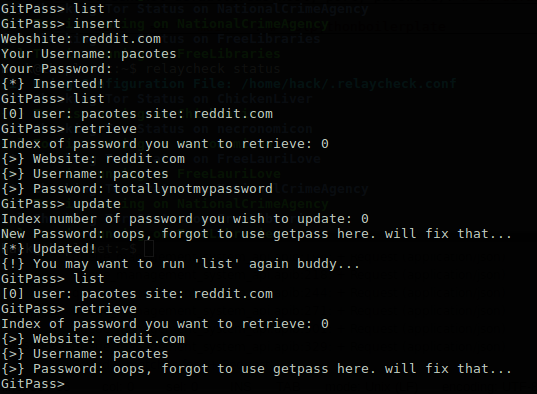 GitPass> list
GitPass> insert
Webshite: reddit.com
Your Username: pacotes
Your Password:
{*} Inserted!
GitPass> list
[0] user: pacotes site: reddit.com
GitPass> retrieve
Index of password you want to retrieve: 0
{>} Website: reddit.com
{>} Username: pacotes
{>} Password: totallynotmypassword
GitPass> update
Index number of password you wish to update: 0
New Password: oops, forgot to use getpass here. will fix that...
{*} Updated!
{!} You may want to run 'list' again buddy...
GitPass> list
[0] user: pacotes site: reddit.com
GitPass> retrieve
Index of password you want to retrieve: 0
{>} Website: reddit.com
{>} Username: pacotes
{>} Password: oops, forgot to use getpass here. will fix that...
GitPass>